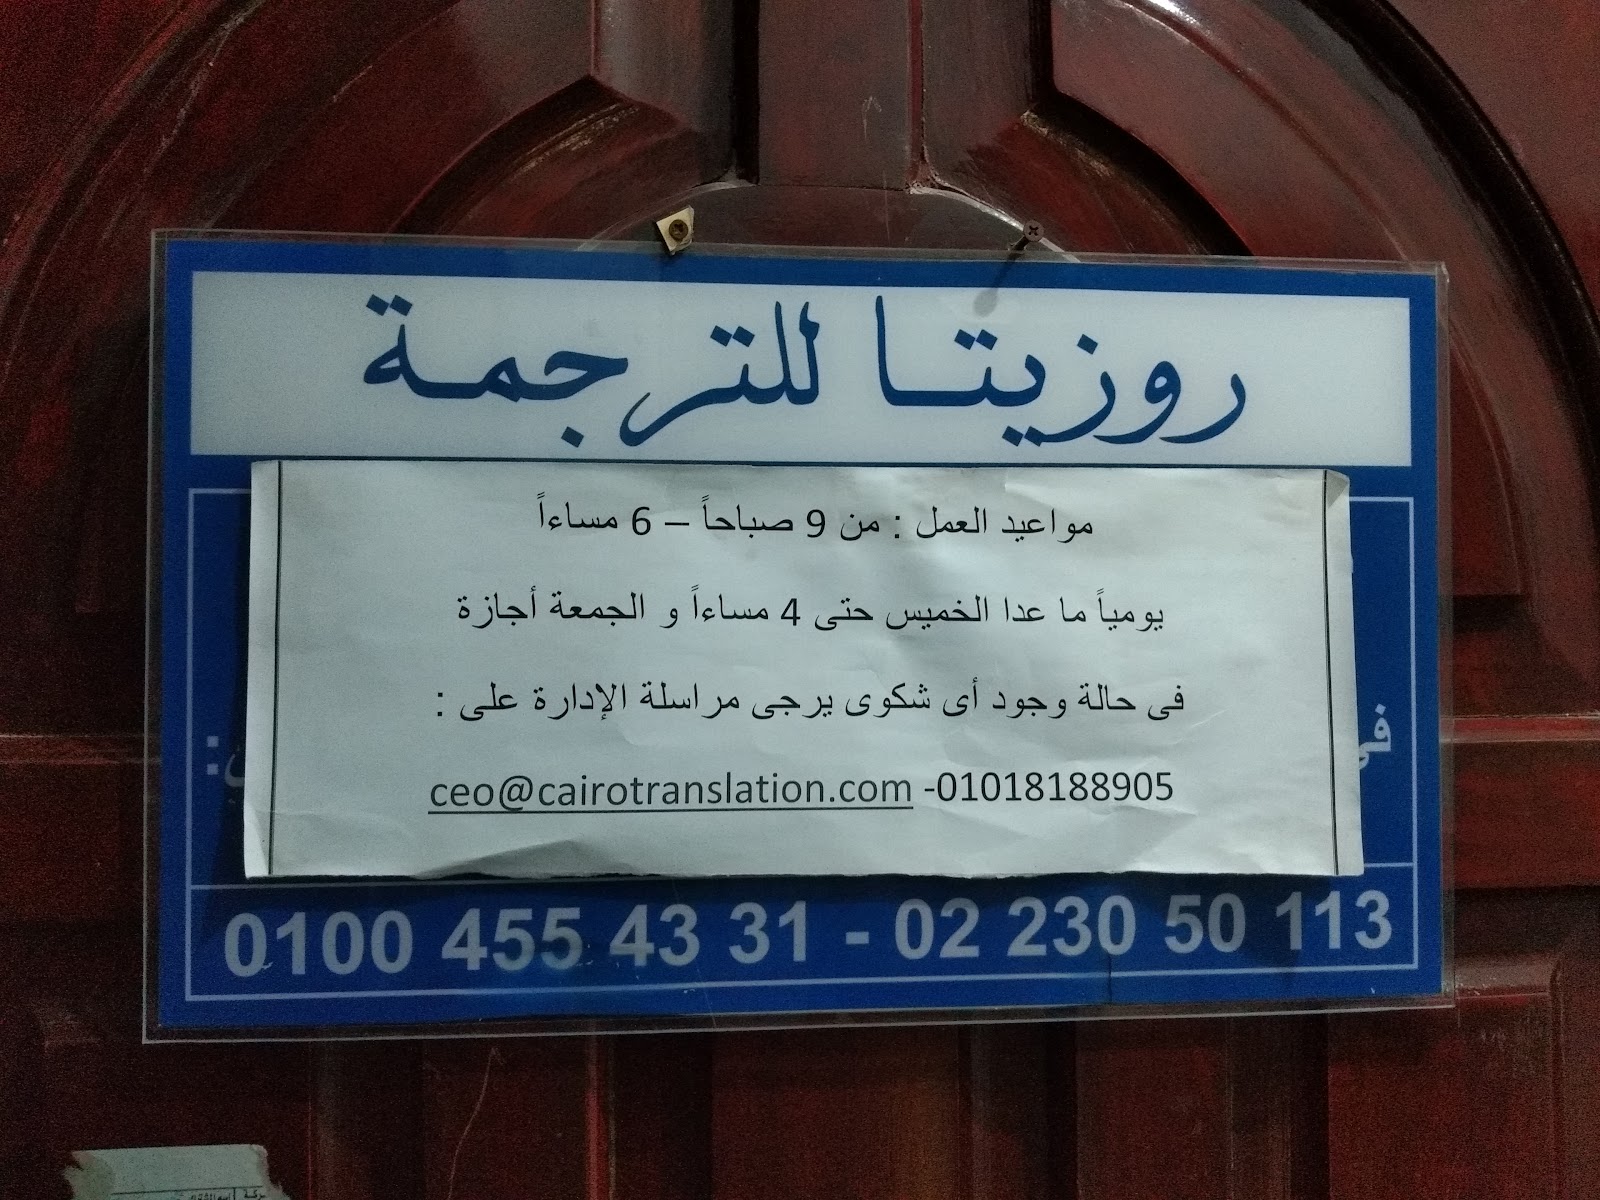 روزيتا للترجمة
مواعيد العمل : من 9 صباحاً – 6 مساءاً
يومياً ما عدا الخميس حتى 4 مساءاً و الجمعة أجازة
فى حالة وجود أى شكوى يرجى مراسلة الإدارة على :
ceo@cairotranslation.com -01018188905
0100 455 43 31 - 02 230 50 113